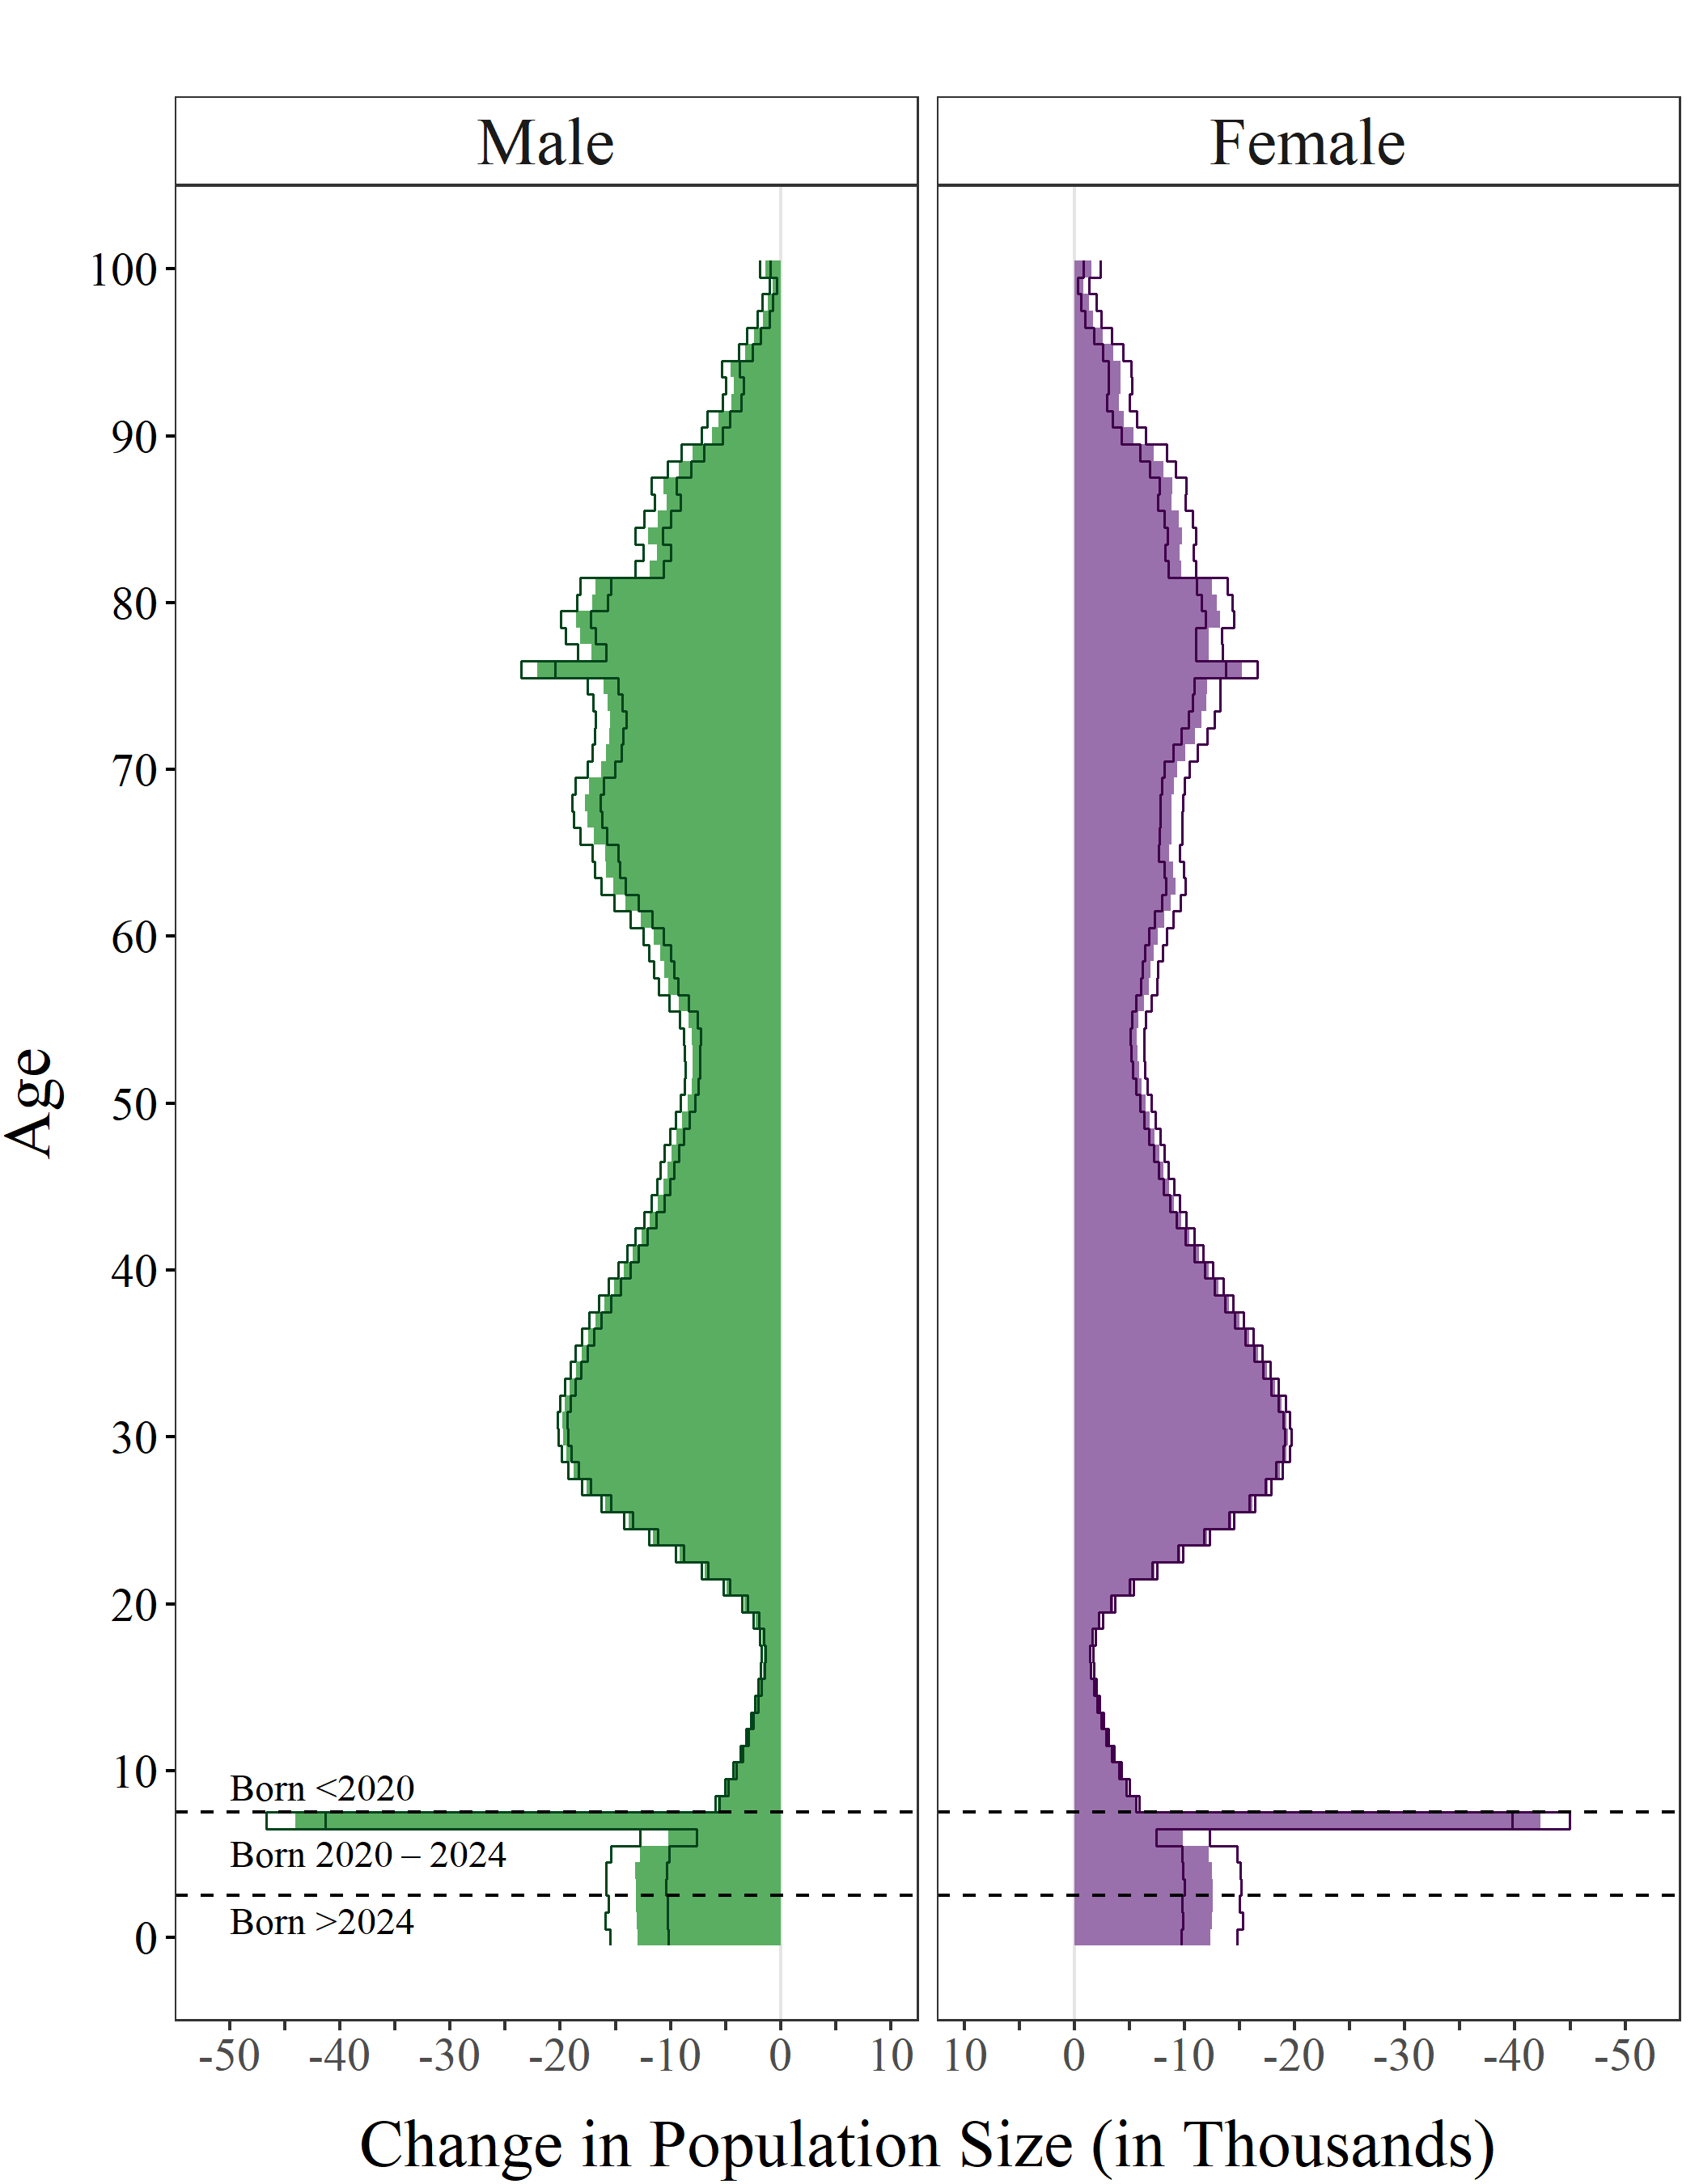 Male
Female
Age
100
90
80
70
60
50
40
30
20
10
0
Born <2020
Born 2020 – 2024
Born >2024
-50 -40 -30 -20 -10 0 10
10 0 -10 -20 -30 -40 -50
Change in Population Size (in Thousands)